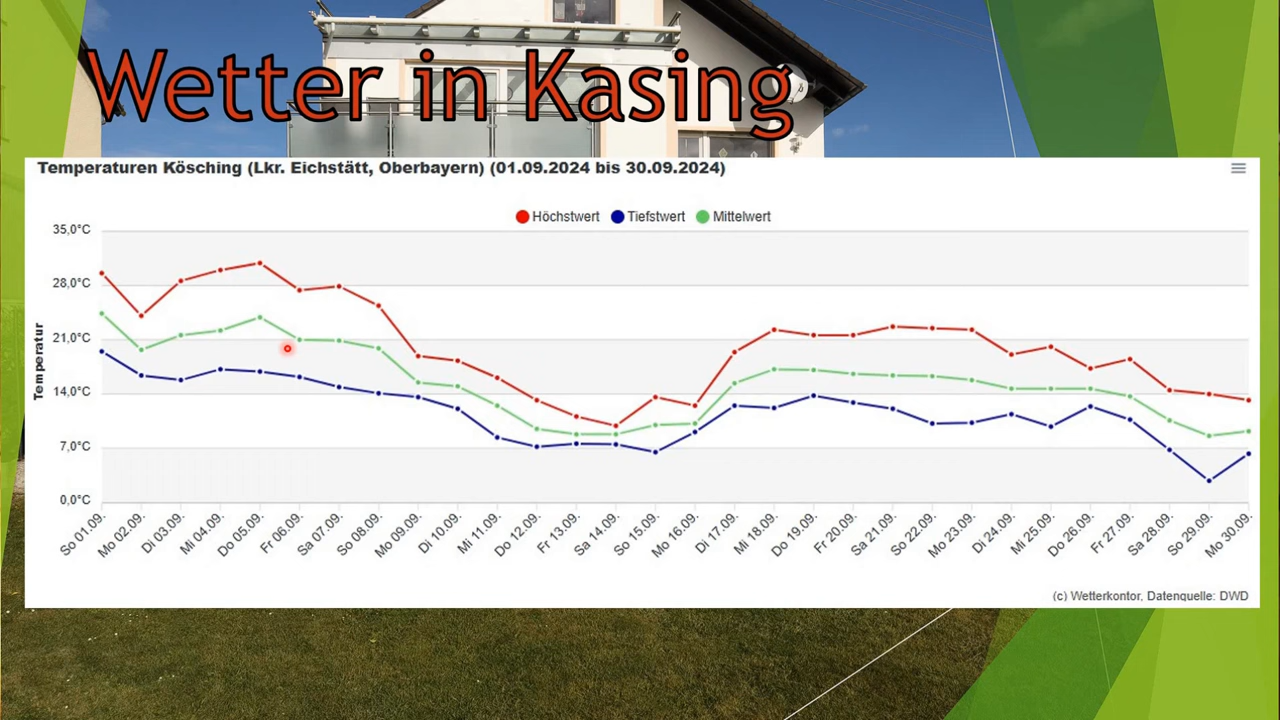 Wetter in Kasing
Temperaturen Kösching (Lkr. Eichstätt, Oberbayern) (01.09.2024 bis 30.09.2024)
Höchstwert Tiefstwert Mittelwert
Temperatur
35,0°C
28,0°C
21,0°C
14,0°C
7,0°C
0,0°C
So 01.09. Mo 02.09. Di 03.09. Mi 04.09. Do 05.09. Fr 06.09. Sa 07.09. So 08.09. Mo 09.09. Di 10.09. Mi 11.09. Do 12.09. Fr 13.09. Sa 14.09. So 15.09. Mo 16.09. Di 17.09. Mi 18.09. Do 19.09. Fr 20.09. Sa 21.09. So 22.09. Mo 23.09. Di 24.09. Mi 25.09. Do 26.09. Fr 27.09. Sa 28.09. So 29.09. Mo 30.09.
(c) Wetterkontor, Datenquelle: DWD